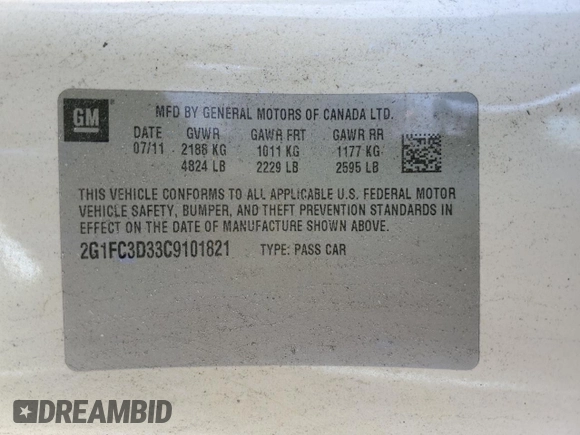 GM
MFD BY GENERAL MOTORS OF CANADA LTD.
DATE GVWR GAWR FRT GAWR RR
07/11 2188 KG 1011 KG 1177 KG
4824 LB 2229 LB 2595 LB
THIS VEHICLE CONFORMS TO ALL APPLICABLE U.S. FEDERAL MOTOR
VEHICLE SAFETY, BUMPER, AND THEFT PREVENTION STANDARDS IN
EFFECT ON THE DATE OF MANUFACTURE SHOWN ABOVE.
2G1FC3D33C9101821 TYPE: PASS CAR
DREAMBID